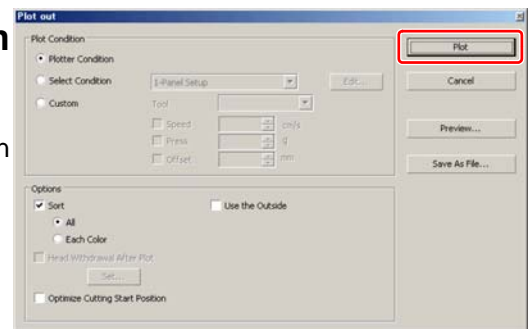 Plot out
Plot Condition
Plotter Condition
Select Condition
1-Panel Setup
Edit...
Custom
Tool
Speed
cm/s
Press
g
Offset
mm
Plot
Cancel
Preview...
Save As File...
Options
Sort
Use the Outside
All
Each Color
Head Withdrawal After Plot
Set...
Optimize Cutting Start Position
n
n